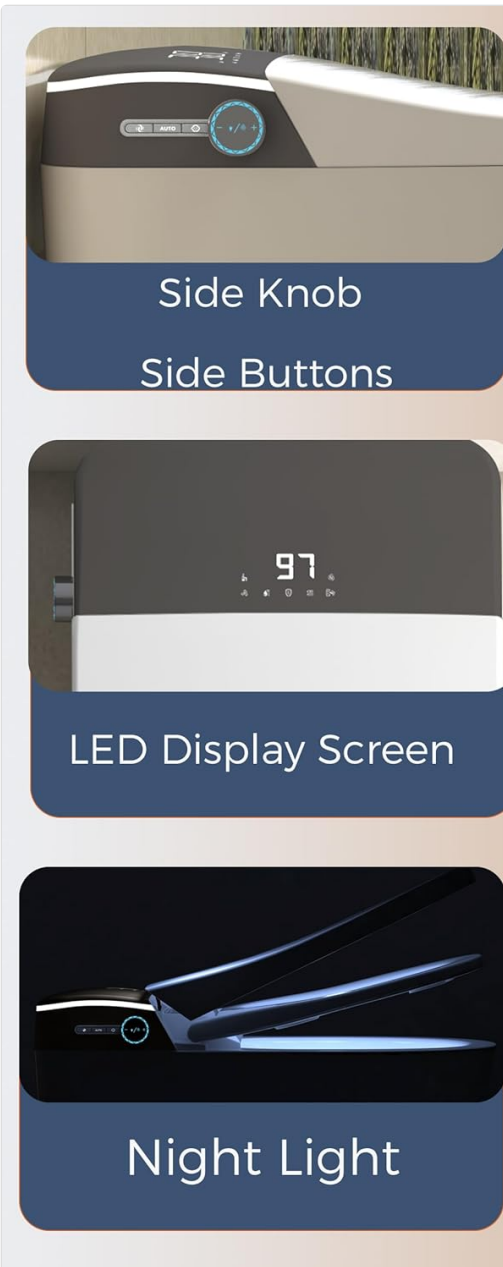 AUTO
Side Knob
Side Buttons
97
LED Display Screen
Night Light